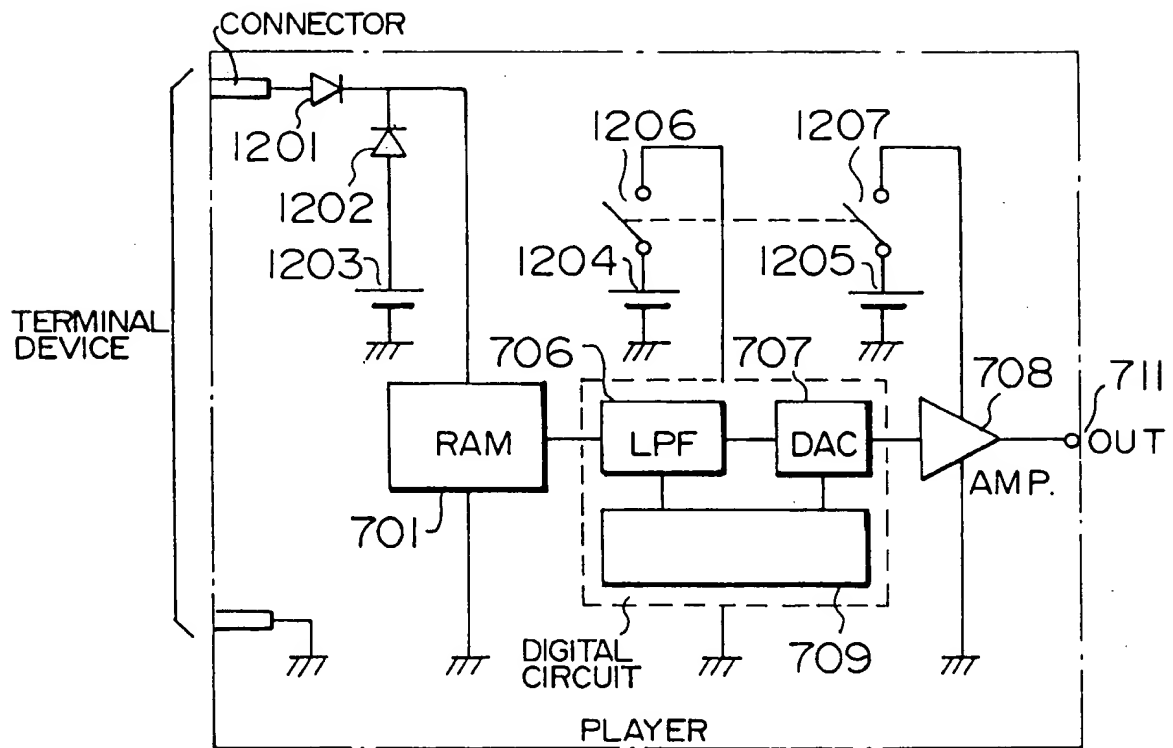 CONNECTOR
1201
1202
1203
1206
1207
1204
1205
TERMINAL
DEVICE
706
707
708
711
RAM
LPF
DAC
OUT
AMP.
701
709
DIGITAL
CIRCUIT
PLAYER